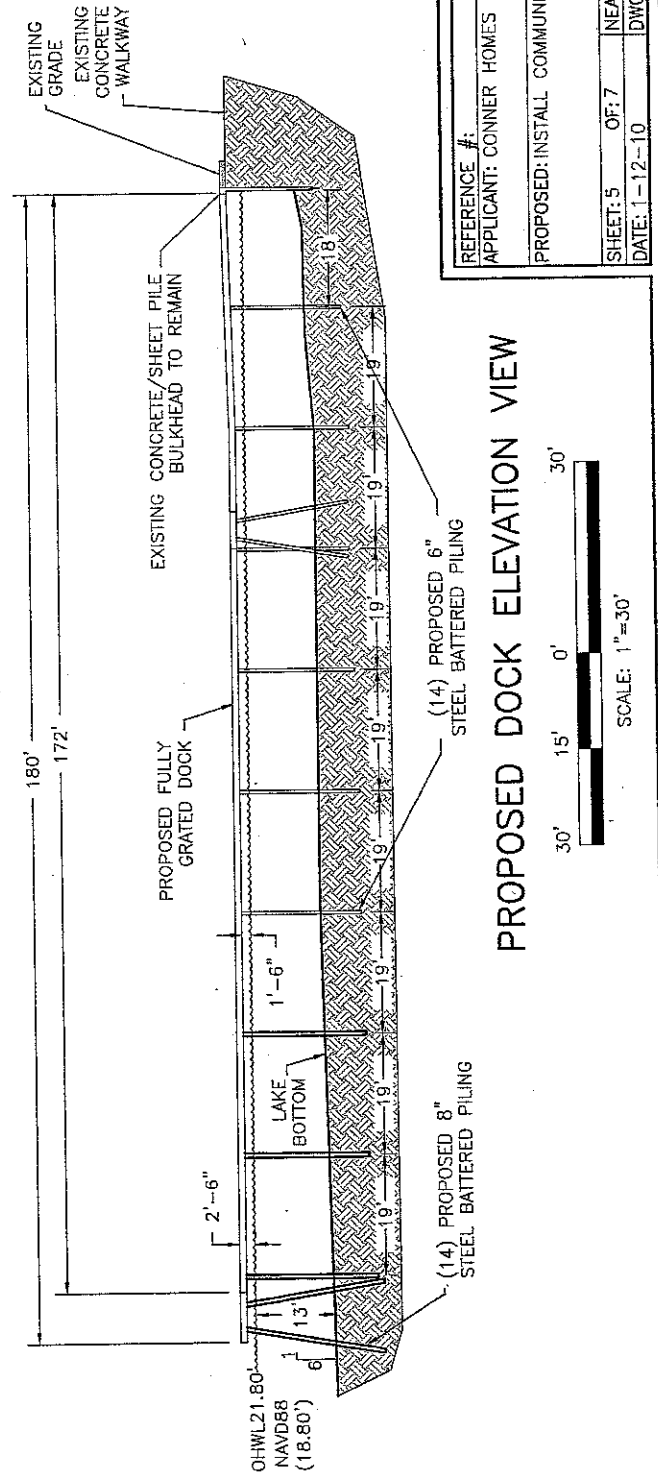 180'
172'
EXISTING
GRADE
EXISTING
CONCRETE
WALKWAY
EXISTING CONCRETE/SHEET PILE
BULKHEAD TO REMAIN
PROPOSED FULLY
GRATED DOCK
2'-6"
1'-6"
OHWL21.80'
NAVD88
(18.80')
13'
1
6
LAKE
BOTTOM
19'
19'
19'
19'
19'
19'
19'
19'
18'
(14) PROPOSED 8"
STEEL BATTERED PILING
(14) PROPOSED 6"
STEEL BATTERED PILING
PROPOSED DOCK ELEVATION VIEW
30' 15' 0' 30'
SCALE: 1"=30'
REFERENCE #:
APPLICANT: CONNER HOMES
PROPOSED: INSTALL
SHEET: 5 OF: 7
DATE: 1-12-10